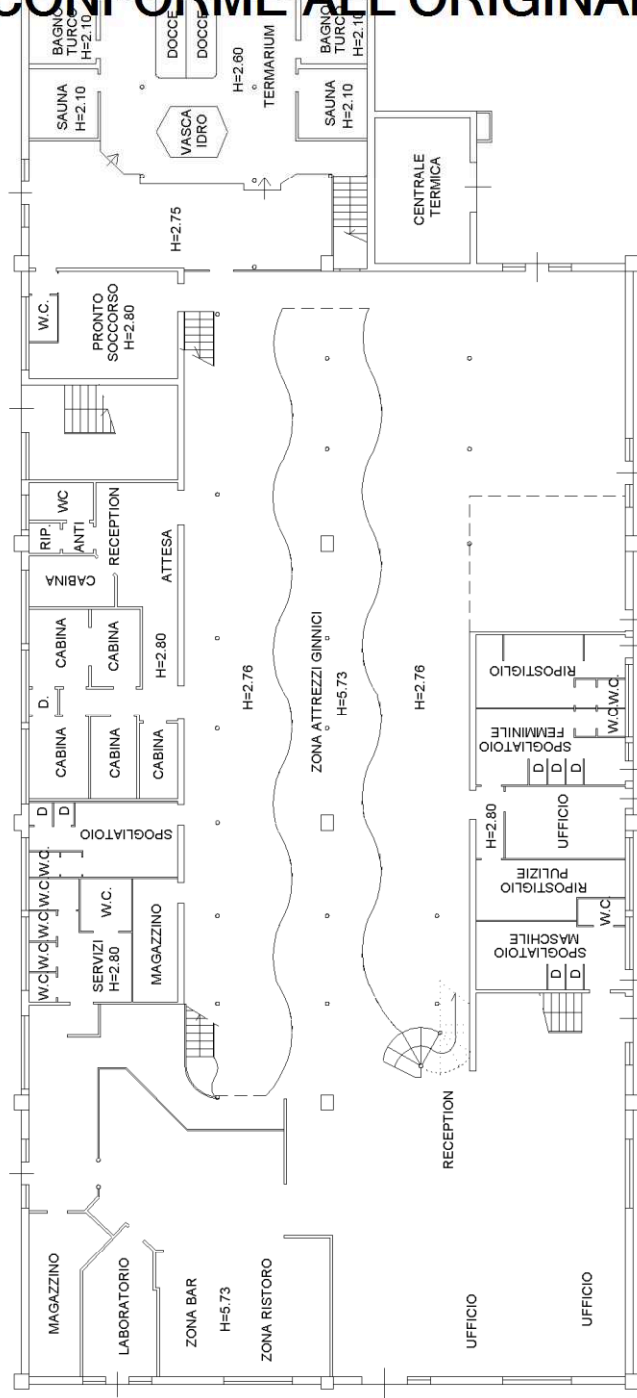 CONFORME ALL'ORIGINAL
BAGNO
TURCO
H=2.10
DOCCE
DOCCE
H=2.60
TERMARIUM
BAGNO
TURCO
H=2.10
SAUNA
H=2.10
VASCA
IDRO
SAUNA
H=2.10
CENTRALE
TERMICA
H=2.75
W.C.
PRONTO
SOCCORSO
H=2.80
WC
RIP.
ANTI
RECEPTION
CABINA
ATTESA
CABINA
CABINA
D.
H=2.80
CABINA
CABINA
CABINA
H=2.76
ZONA ATTREZZI GINNICI
H=5.73
H=2.76
RIPOSTIGLIO
W.C.
W.C.
SPOGLIATOIO
FEMMINILE
D
D
D
H=2.80
UFFICIO
RIPOSTIGLIO
PULIZIE
W.C.
SPOGLIATOIO
MASCHILE
D
D
D
D
SPOGLIATOIO
W.C.
W.C.
W.C.
W.C.
W.C.
SERVIZI
H=2.80
MAGAZZINO
RECEPTION
MAGAZZINO
LABORATORIO
ZONA BAR
H=5.73
ZONA RISTORO
UFFICIO
UFFICIO